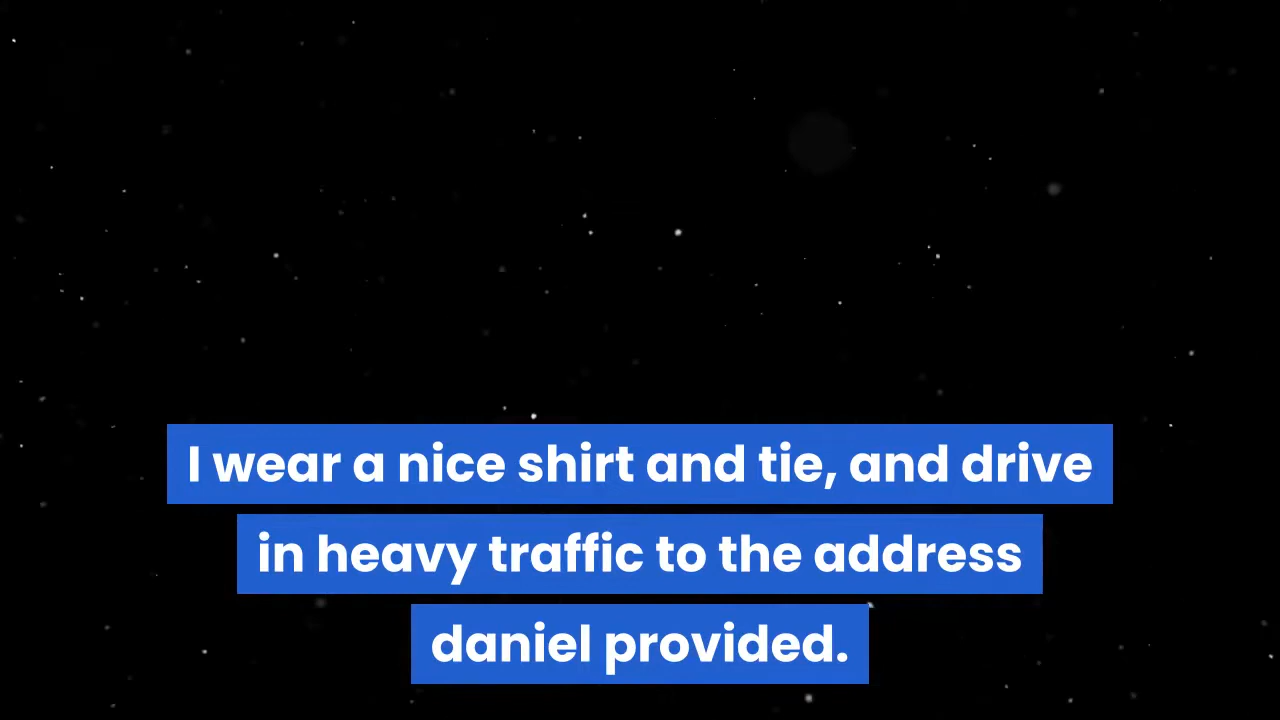 I wear a nice shirt and tie, and drive
in heavy traffic to the address
daniel provided.